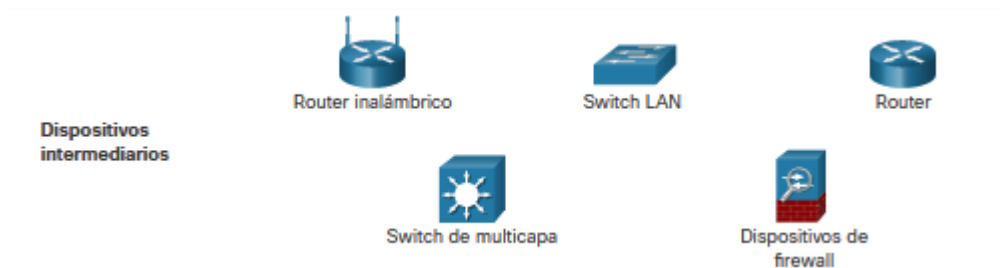 Router inalámbrico
Switch LAN
Router
Dispositivos
intermediarios
Switch de multicapa
Dispositivos de
firewall